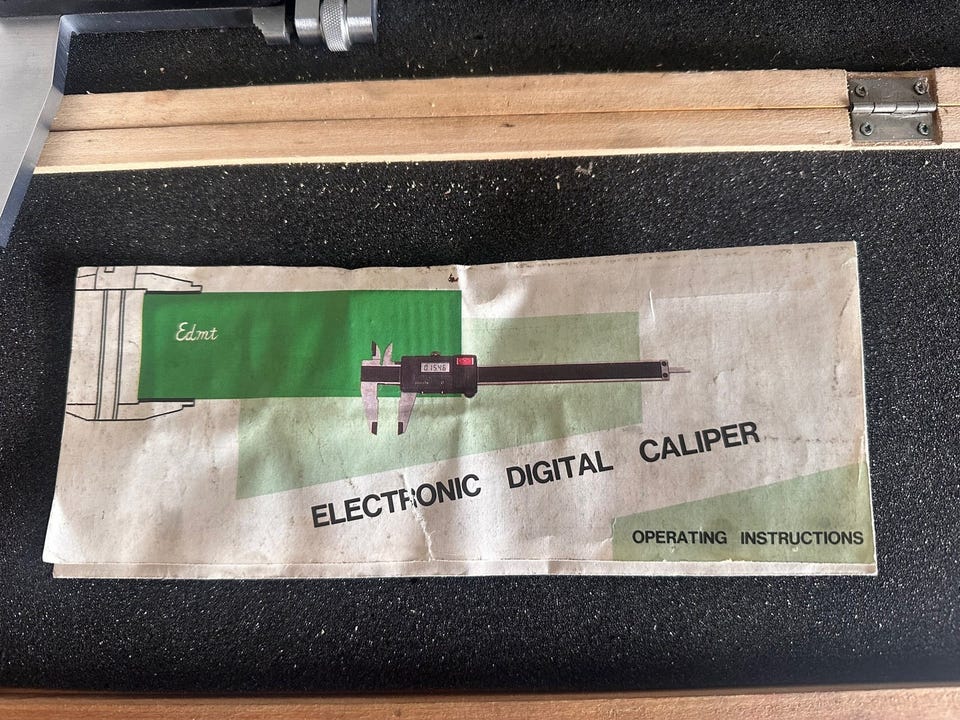 Edmt
ELECTRONIC DIGITAL CALIPER
OPERATING INSTRUCTIONS